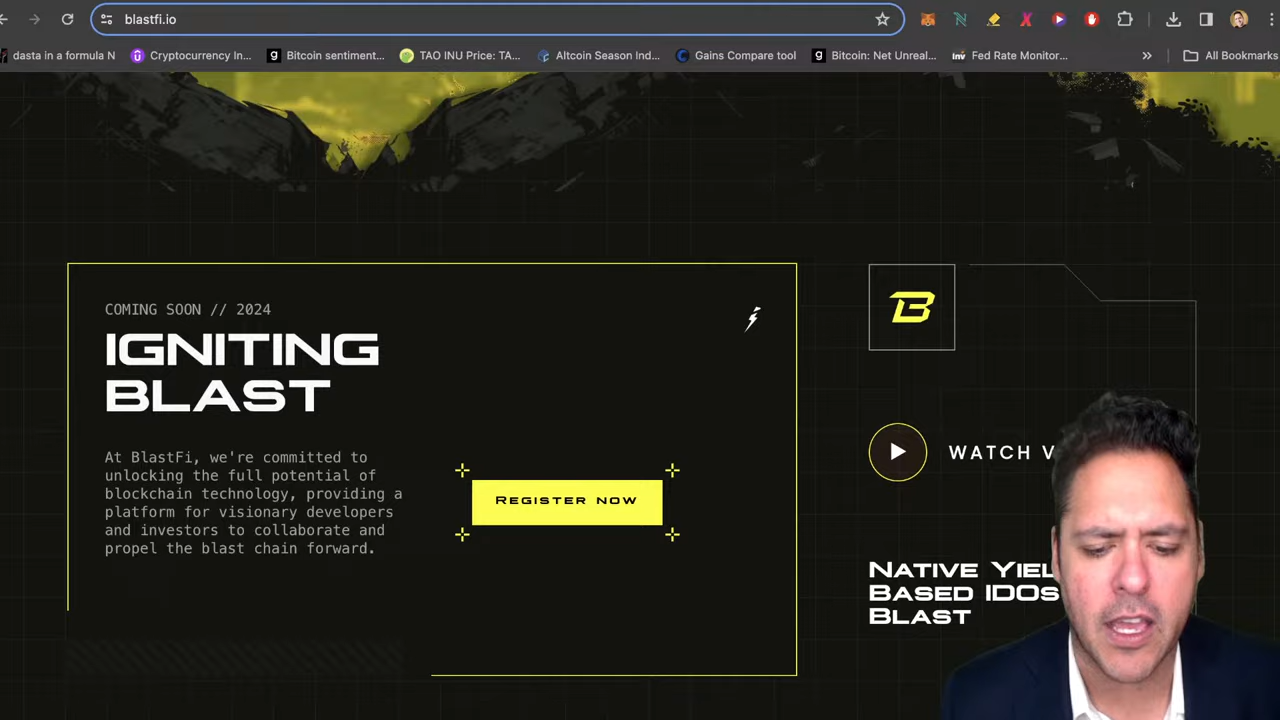 blastfi.io
dasta in a formula N
Cryptocurrency In...
Bitcoin sentiment...
TAO INU Price: TA...
Altcoin Season Ind...
Gains Compare tool
Bitcoin: Net Unreal...
Inv
Fed Rate Monitor...
»
All Bookmarks
COMING SOON // 2024
IGNITING
BLAST
At BlastFi, we're committed to
unlocking the full potential of
blockchain technology, providing a
platform for visionary developers
and investors to collaborate and
propel the blast chain forward.
REGISTER NOW
B
WATCH V
NATIVE YIEL
BASED IDOS
BLAST